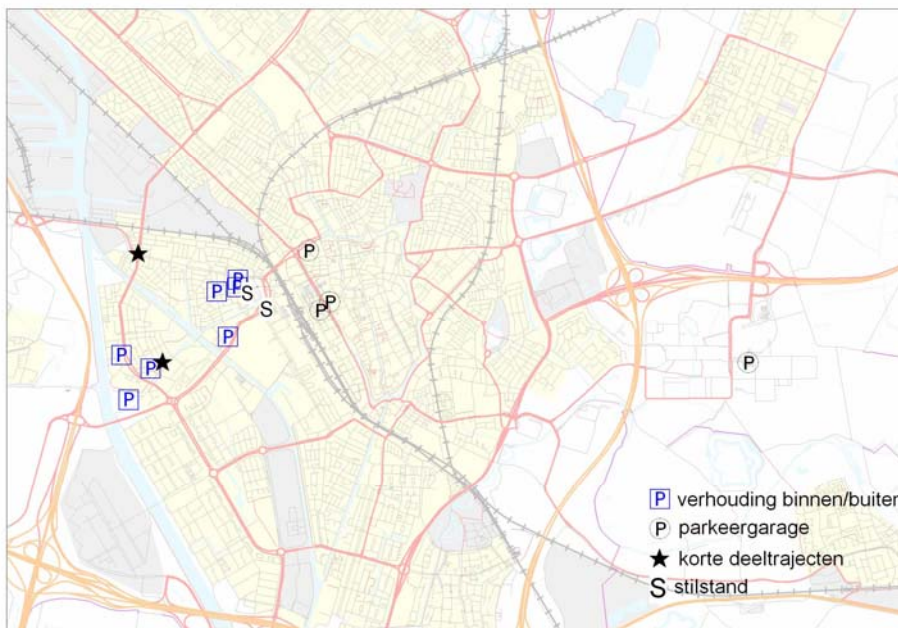 P
P
P
P
S
P
S
P
P
P
P
P
P
P verhouding binnen/buiten
P parkeergarage
★ korte deeltrajecten
S stilstand